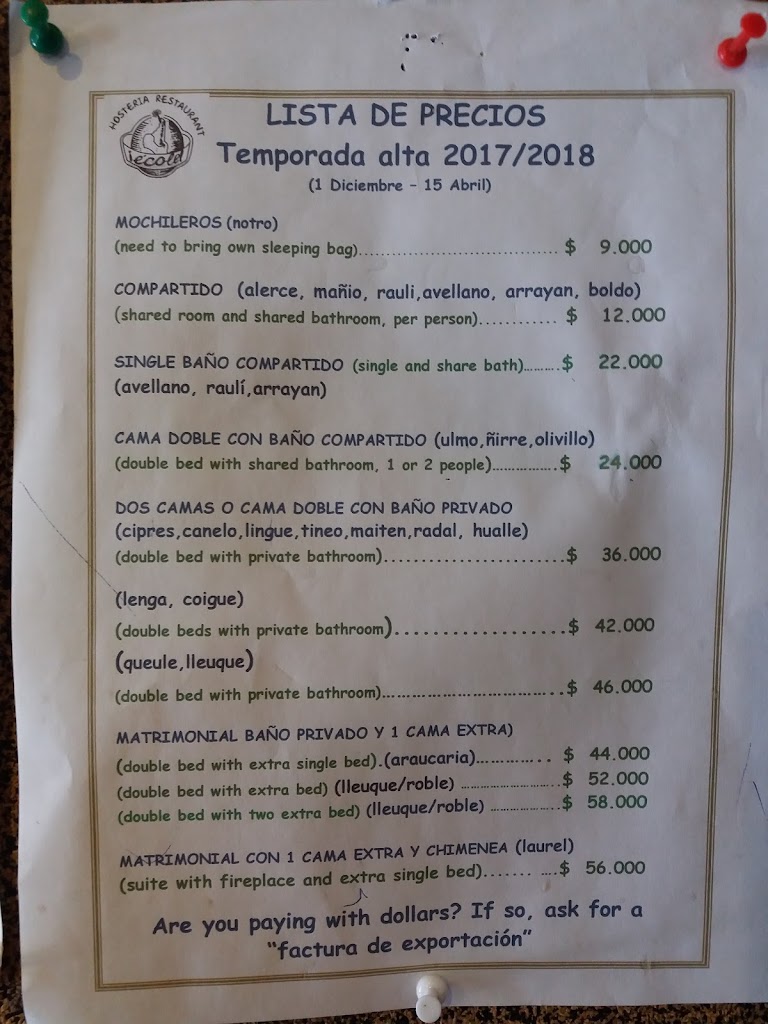 HOSTERIA RESTAURANT
¡ecole!
LISTA DE PRECIOS
Temporada alta 2017/2018
(1 Diciembre - 15 Abril)
MOCHILEROS (notro)
(need to bring own sleeping bag)................................. $ 9.000
COMPARTIDO (alerce, mañio, rauli,avellano, arrayan, boldo)
(shared room and shared bathroom, per person)............ $ 12.000
SINGLE BAÑO COMPARTIDO (single and share bath)..........$ 22.000
(avellano, raulí,arrayan)
CAMA DOBLE CON BAÑO COMPARTIDO (ulmo,ñirre,olivillo)
(double bed with shared bathroom, 1 or 2 people)................$ 24.000
DOS CAMAS O CAMA DOBLE CON BAÑO PRIVADO
(cipres,canelo,lingue,tineo,maiten,radal, hualle)
(double bed with private bathroom)........................$ 36.000
(lenga, coigue)
(double beds with private bathroom)...................$ 42.000
(queule,lleuque)
(double bed with private bathroom)................................$ 46.000
MATRIMONIAL BAÑO PRIVADO Y 1 CAMA EXTRA)
(double bed with extra single bed).(araucaria)............... $ 44.000
(double bed with extra bed) (lleuque/roble) .......................$ 52.000
(double bed with two extra bed) (lleuque/roble) ..................$ 58.000
MATRIMONIAL CON 1 CAMA EXTRA Y CHIMENEA (laurel)
(suite with fireplace and extra single bed)....... ....$ 56.000
Are you paying with dollars? If so, ask for a
"factura de exportación"